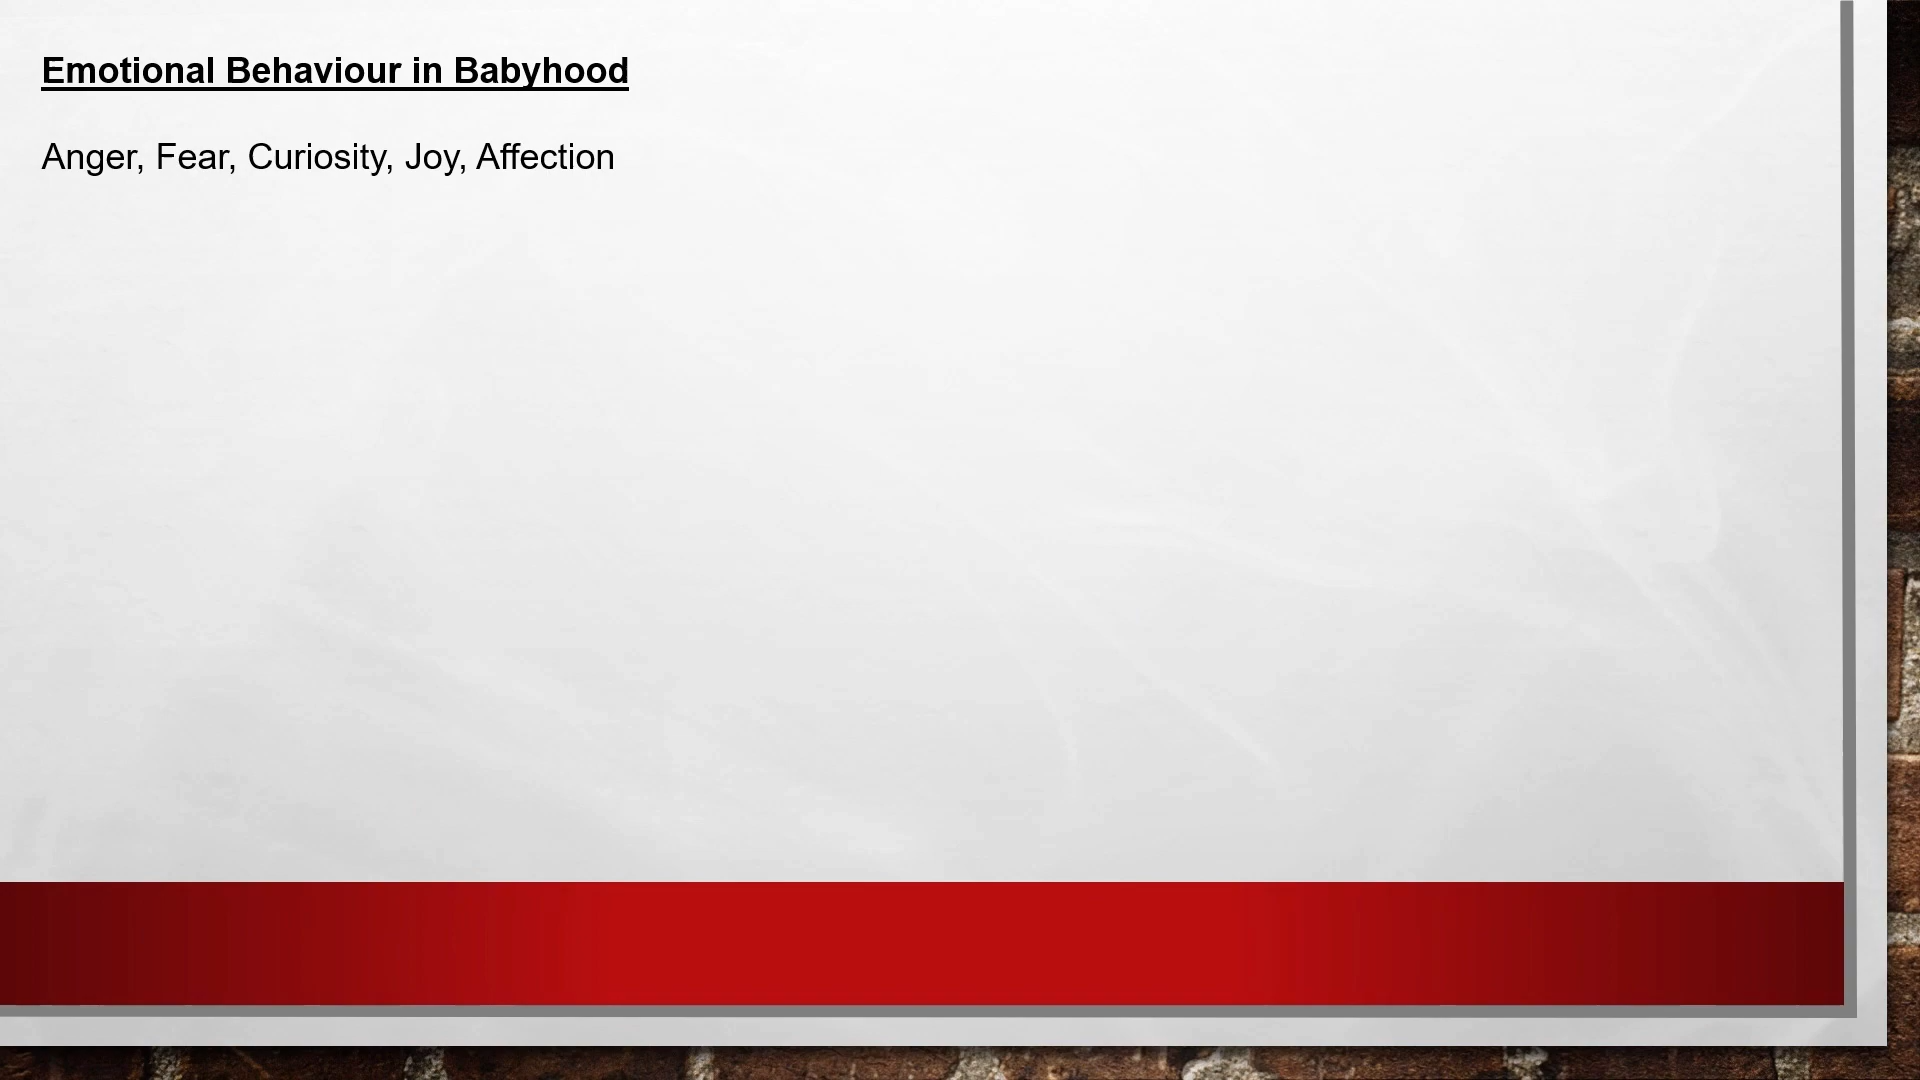 Emotional Behaviour in Babyhood
Anger, Fear, Curiosity, Joy, Affection